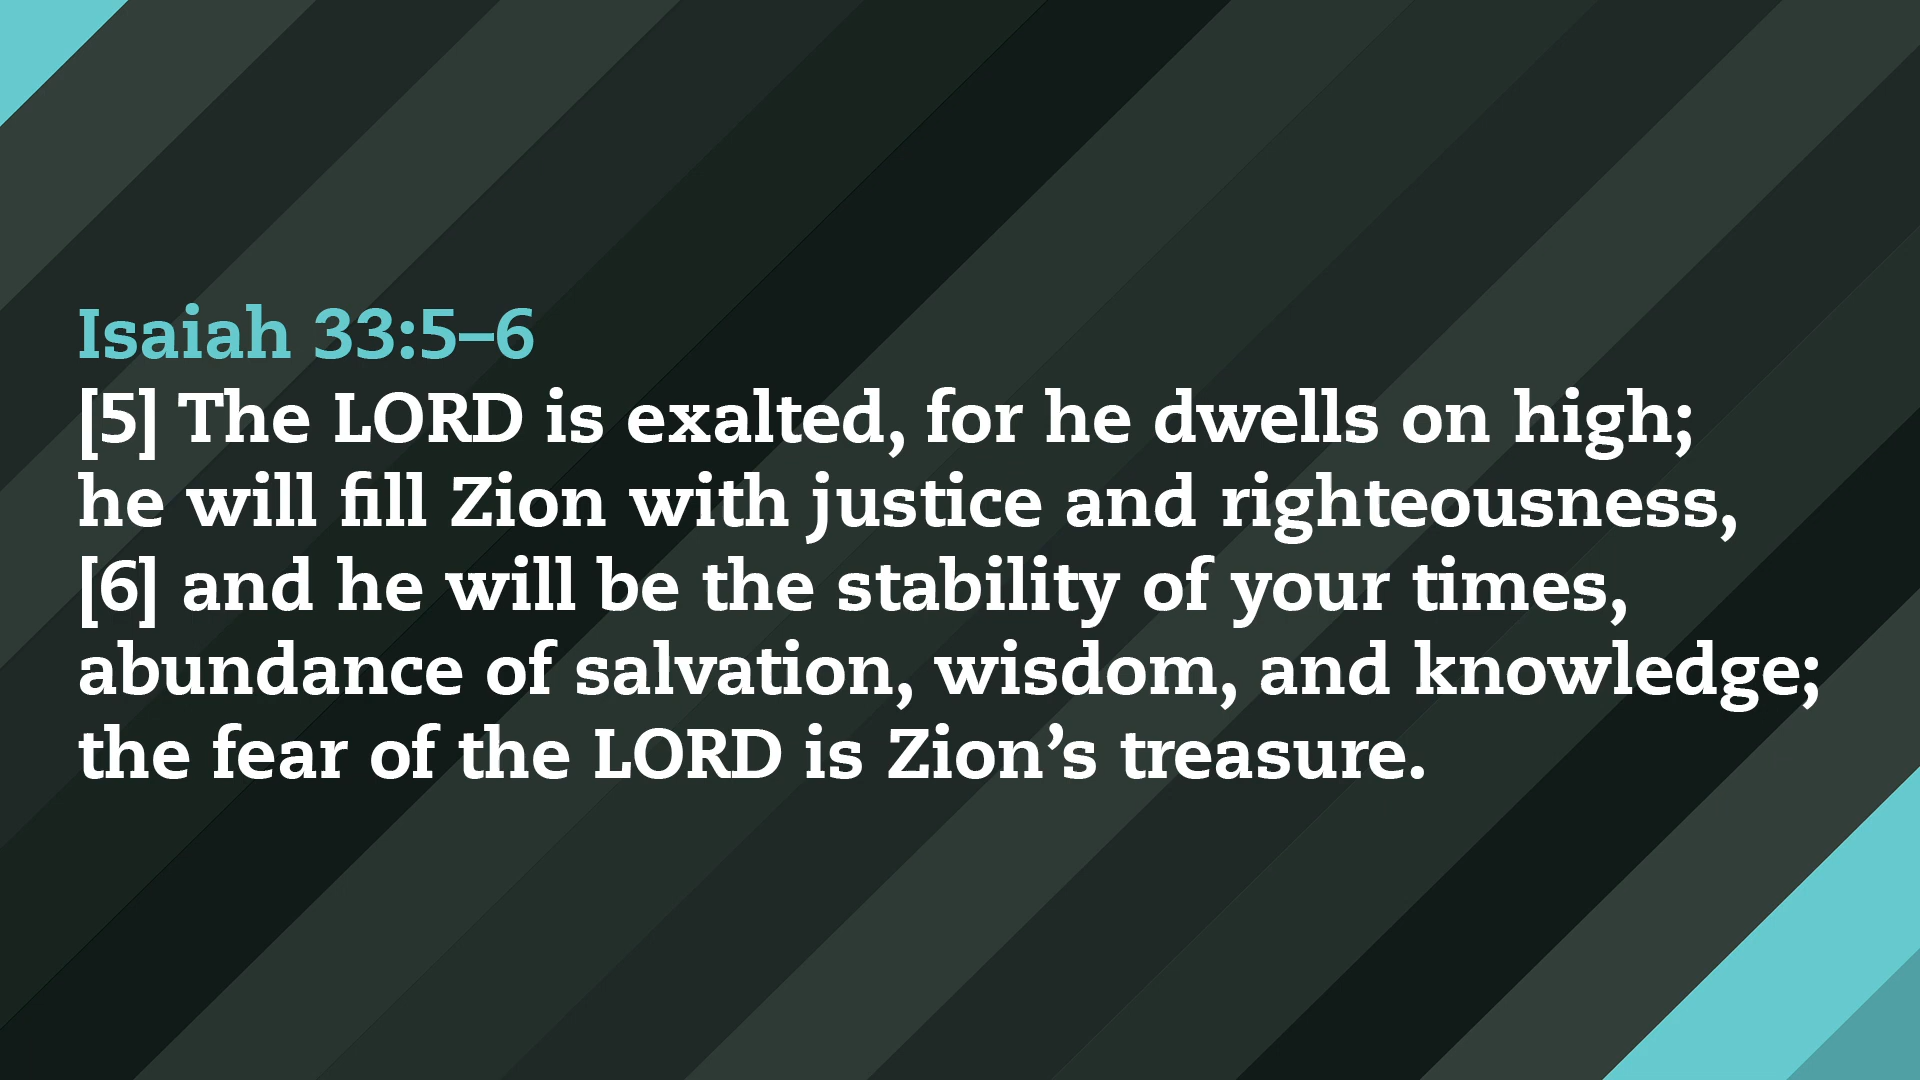 Isaiah 33:5–6
[5] The LORD is exalted, for he dwells on high;
he will fill Zion with justice and righteousness,
[6] and he will be the stability of your times,
abundance of salvation, wisdom, and knowledge;
the fear of the LORD is Zion’s treasure.